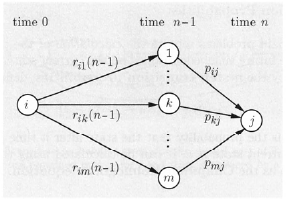 time 0 time n−1 time n
1
r_{i1}(n−1) p_{ij}
i r_{ik}(n−1) k p_{kj} j
r_{im}(n−1) p_{mj}
m